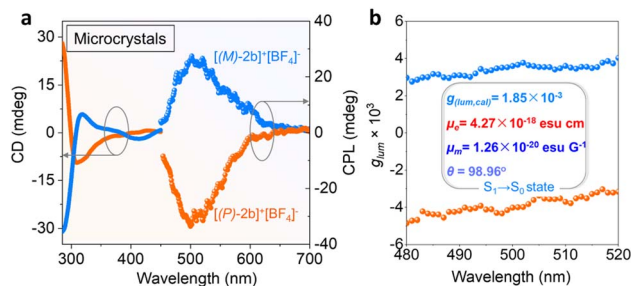 a
Microcrystals
[(M)-2b]⁺[BF₄]⁻
[(P)-2b]⁺[BF₄]⁻
CD (mdeg)
30
15
0
-15
-30
CPL (mdeg)
40
20
0
-20
-40
300 400 500 600 700
Wavelength (nm)
b
g_lum × 10³
6
4
2
0
-2
-4
-6
g(lum,cal) = 1.85×10⁻³
μe = 4.27×10⁻¹⁸ esu cm
μm = 1.26×10⁻²⁰ esu G⁻¹
θ = 98.96°
S₁→S₀ state
480 490 500 510 520
Wavelength (nm)